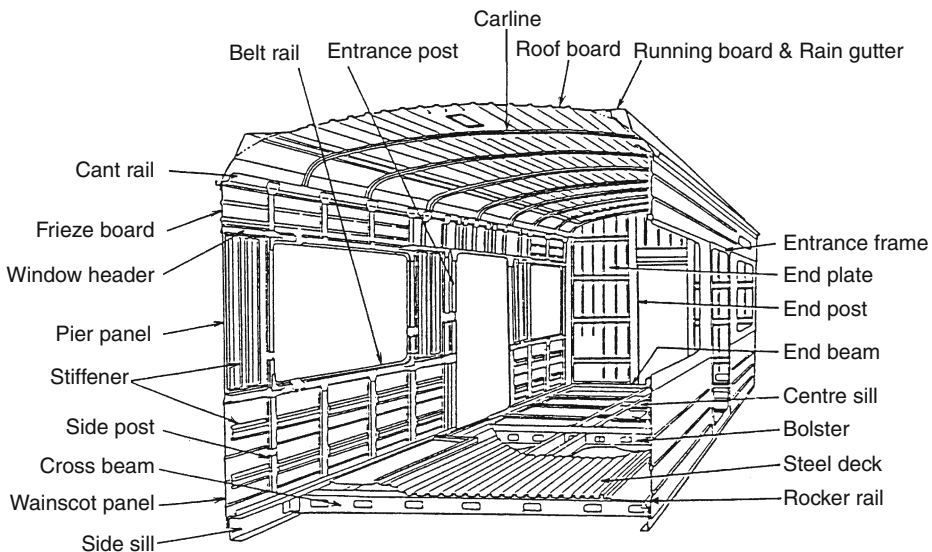 Carline
Belt rail
Entrance post
Roof board
Running board & Rain gutter
Cant rail
Frieze board
Window header
Pier panel
Stiffener
Side post
Cross beam
Wainscot panel
Side sill
Entrance frame
End plate
End post
End beam
Centre sill
Bolster
Steel deck
Rocker rail